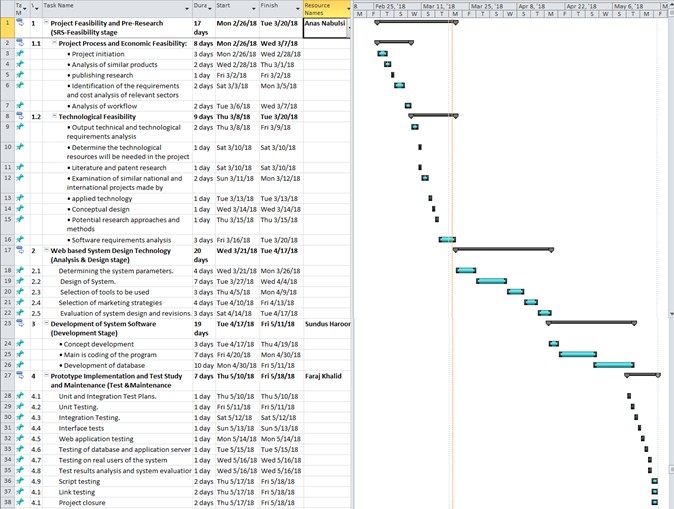 Task Name Dura Start Finish Resource Names
8 Feb 25, '18 Mar 11, '18 Mar 25, '18 Apr 8, '18 Apr 22, '18 May 6, '18
M F T S W S T M F T S W S T M F T S W
1 1 Project Feasibility and Pre-Research (SRS-Feasibility stage 17 days Mon 2/26/18 Tue 3/20/18 Anas Nabulsi
2 1.1 Project Process and Economic Feasibility: 8 days Mon 2/26/18 Wed 3/7/18
3 • Project initiation 3 days Mon 2/26/18 Wed 2/28/18
4 • Analysis of similar products 2 days Wed 2/28/18 Thu 3/1/18
5 • publishing research 1 day Fri 3/2/18 Fri 3/2/18
6 • Identification of the requirements and cost analysis of relevant sectors 2 days Sat 3/3/18 Mon 3/5/18
7 • Analysis of workflow 2 days Tue 3/6/18 Wed 3/7/18
8 1.2 Technological Feasibility 9 days Thu 3/8/18 Tue 3/20/18
9 • Output technical and technological requirements analysis 2 days Thu 3/8/18 Fri 3/9/18
10 • Determine the technological resources will be needed in the project 1 day Sat 3/10/18 Sat 3/10/18
11 • Literature and patent research 1 day Sat 3/10/18 Sat 3/10/18
12 • Examination of similar national and international projects made by 2 days Sun 3/11/18 Mon 3/12/18
13 • applied technology 1 day Tue 3/13/18 Tue 3/13/18
14 • Conceptual design 1 day Wed 3/14/18 Wed 3/14/18
15 • Potential research approaches and methods 1 day Thu 3/15/18 Thu 3/15/18
16 • Software requirements analysis 3 days Fri 3/16/18 Tue 3/20/18
17 2 Web based System Design Technology (Analysis & Design stage) 20 days Wed 3/21/18 Tue 4/17/18
18 2.1 Determining the system parameters. 4 days Wed 3/21/18 Mon 3/26/18
19 2.2 Design of System. 7 days Tue 3/27/18 Wed 4/4/18
20 2.3 Selection of tools to be used 3 days Thu 4/5/18 Mon 4/9/18
21 2.4 Selection of marketing strategies 4 days Tue 4/10/18 Fri 4/13/18
22 2.5 Evaluation of system design and revisions. 3 days Sat 4/14/18 Tue 4/17/18
23 3 Development of System Software (Development Stage) 19 days Tue 4/17/18 Fri 5/11/18 Sundus Haroor
24 • Concept development 3 days Tue 4/17/18 Thu 4/19/18
25 • Main is coding of the program 7 days Fri 4/20/18 Mon 4/30/18
26 • Development of database 10 day Mon 4/30/18 Fri 5/11/18
27 4 Prototype Implementation and Test Study and Maintenance (Test &Maintenance 7 days Thu 5/10/18 Fri 5/18/18 Faraj Khalid
28 4.1 Unit and Integration Test Plans. 1 day Thu 5/10/18 Thu 5/10/18
29 4.2 Unit Testing. 1 day Fri 5/11/18 Fri 5/11/18
30 4.3 Integration Testing. 1 day Sat 5/12/18 Sat 5/12/18
31 4.4 Interface tests 1 day Sun 5/13/18 Sun 5/13/18
32 4.5 Web application testing 1 day Mon 5/14/18 Mon 5/14/18
33 4.6 Testing of database and application server 1 day Tue 5/15/18 Tue 5/15/18
34 4.7 Testing on real users of the system 1 day Wed 5/16/18 Wed 5/16/18
35 4.8 Test results analysis and system evaluation 1 day Wed 5/16/18 Wed 5/16/18
36 4.9 Script testing 2 days Thu 5/17/18 Fri 5/18/18
37 4.1 Link testing 2 days Thu 5/17/18 Fri 5/18/18
38 4.1 Project closure 2 days Thu 5/17/18 Fri 5/18/18